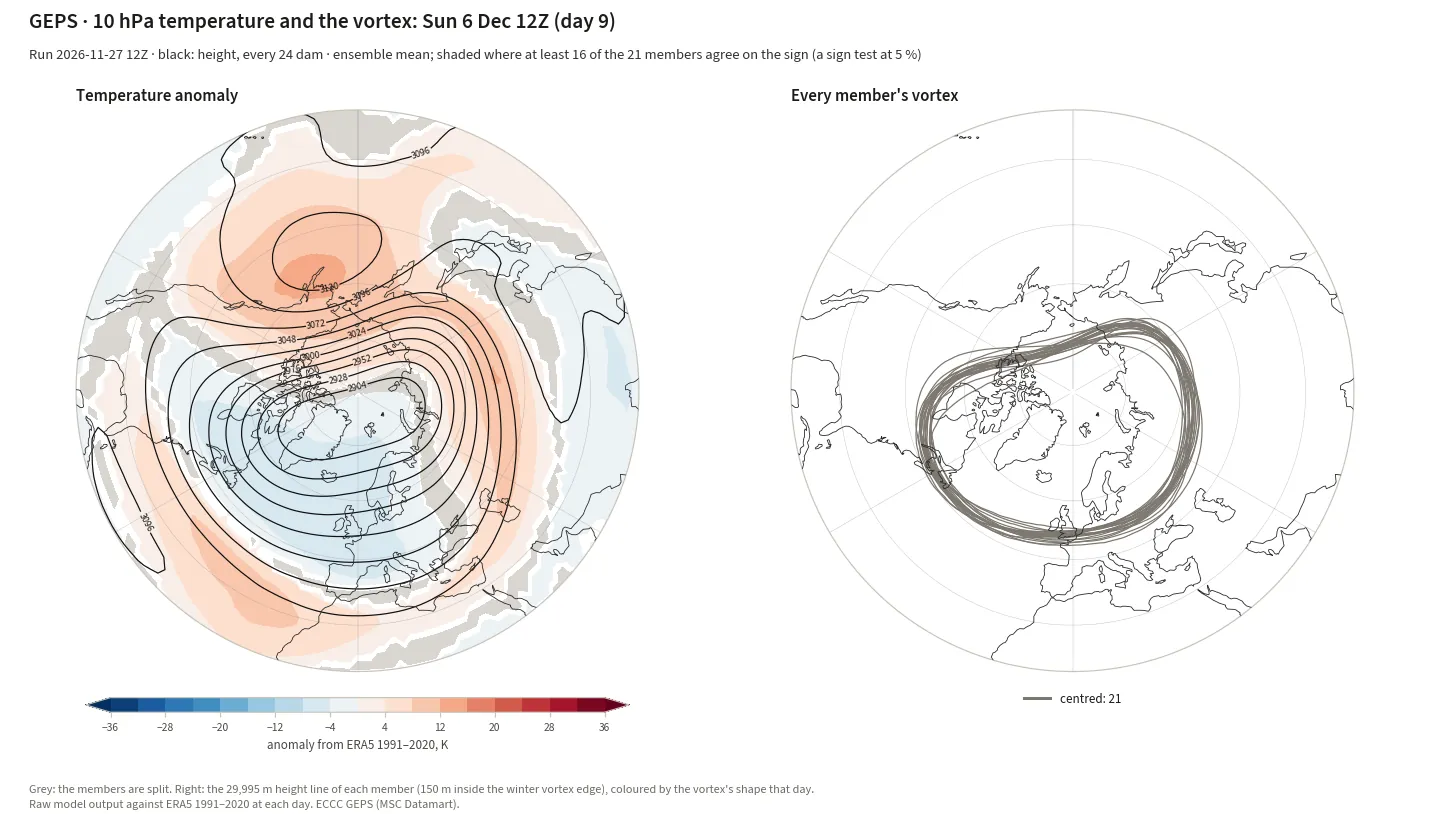 GEPS · 10 hPa temperature and the vortex: Sun 6 Dec 12Z (day 9)
Run 2026-11-27 12Z · black: height, every 24 dam · ensemble mean; shaded where at least 16 of the 21 members agree on the sign (a sign test at 5 %)
Temperature anomaly
Every member's vortex
3096
3120
3096
3072
3024
3048
3000
2952
2928
2904
3096
centred: 21
−36 −28 −20 −12 −4 4 12 20 28 36
anomaly from ERA5 1991–2020, K
Grey: the members are split. Right: the 29,995 m height line of each member (150 m inside the winter vortex edge), coloured by the vortex's shape that day.
Raw model output against ERA5 1991–2020 at each day. ECCC GEPS (MSC Datamart).